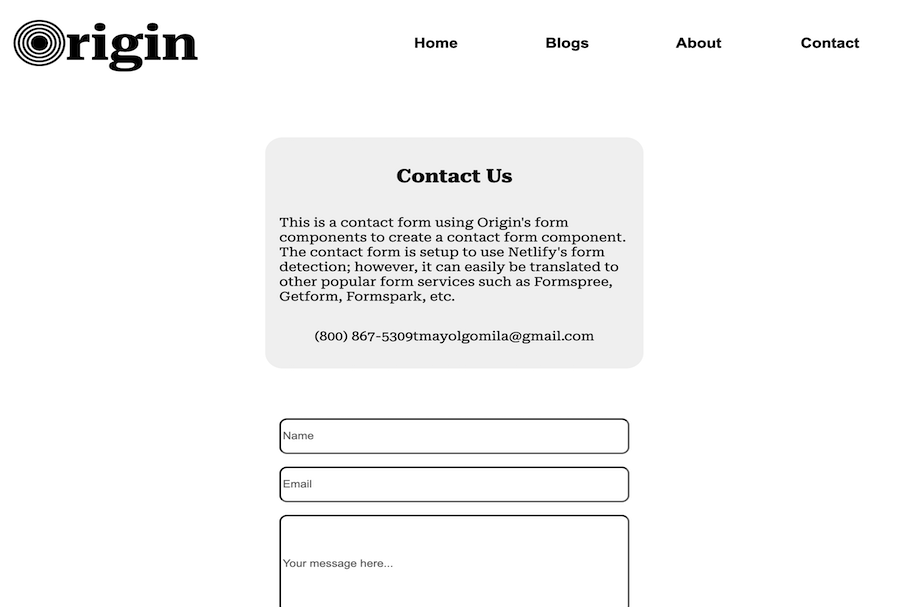 Origin
Home Blogs About Contact
Contact Us
This is a contact form using Origin's form
components to create a contact form component.
The contact form is setup to use Netlify's form
detection; however, it can easily be translated to
other popular form services such as Formspree,
Getform, Formspark, etc.
(800) 867-5309tmayolgomila@gmail.com
Name
Email
Your message here...